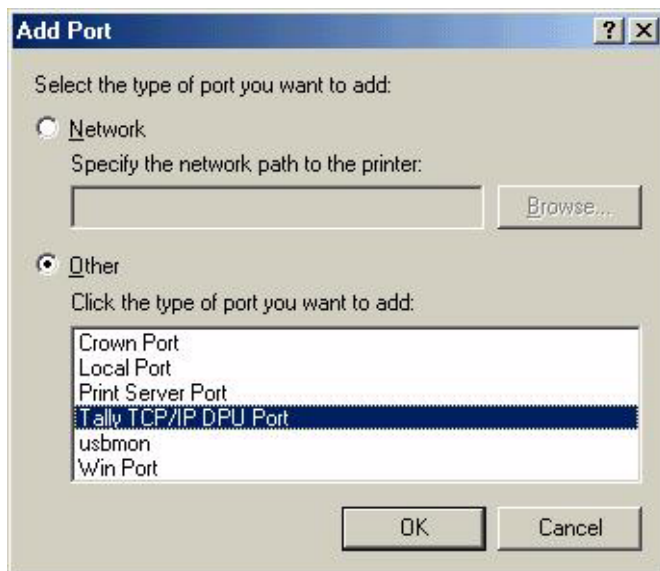 Add Port
Select the type of port you want to add:
Network
Specify the network path to the printer:
Browse...
Other
Click the type of port you want to add:
Crown Port
Local Port
Print Server Port
Tally TCP/IP DPU Port
usbmon
Win Port
OK
Cancel